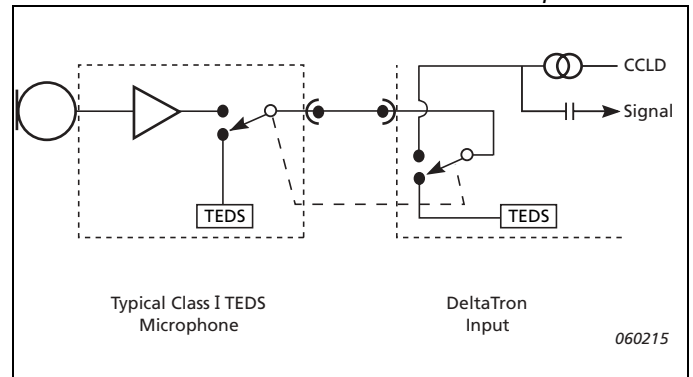 CCLD
Signal
TEDS
TEDS
Typical Class I TEDS
Microphone
DeltaTron
Input
060215